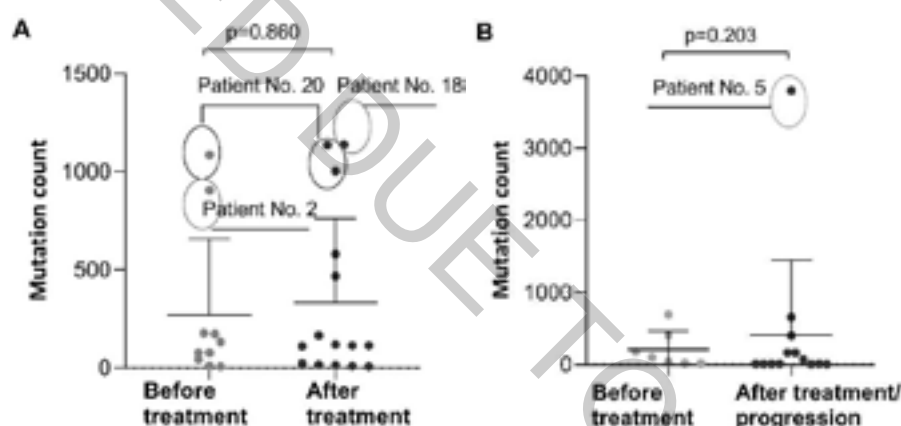 A
p=0.860
Patient No. 20
Patient No. 18
1500
1000
500
0
Mutation count
Patient No. 2
Before
treatment
After
treatment
B
p=0.203
Patient No. 5
4000
3000
2000
1000
0
Mutation count
Before
treatment
After treatment/
progression
D DUE TO